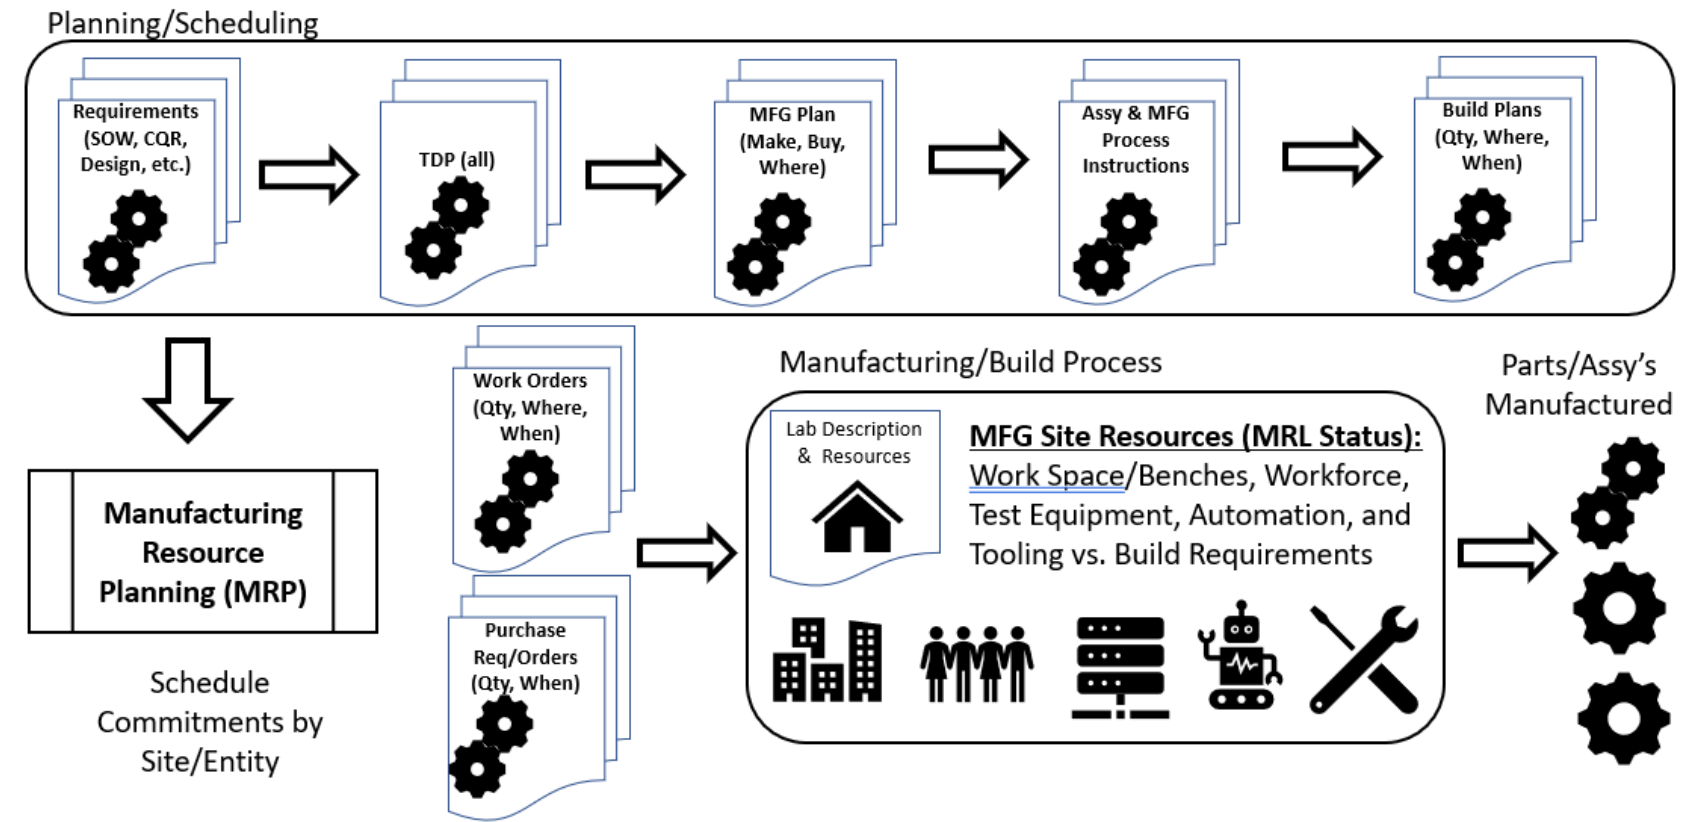 Planning/Scheduling
Requirements
(SOW, CQR,
Design, etc.)
TDP (all)
MFG Plan
(Make, Buy,
Where)
Assy & MFG
Process
Instructions
Build Plans
(Qty, Where,
When)
Manufacturing
Resource
Planning (MRP)
Schedule
Commitments by
Site/Entity
Work Orders
(Qty, Where,
When)
Purchase
Req/Orders
(Qty, When)
Manufacturing/Build Process
Lab Description
& Resources
MFG Site Resources (MRL Status):
Work Space/Benches, Workforce,
Test Equipment, Automation, and
Tooling vs. Build Requirements
Parts/Assy’s
Manufactured